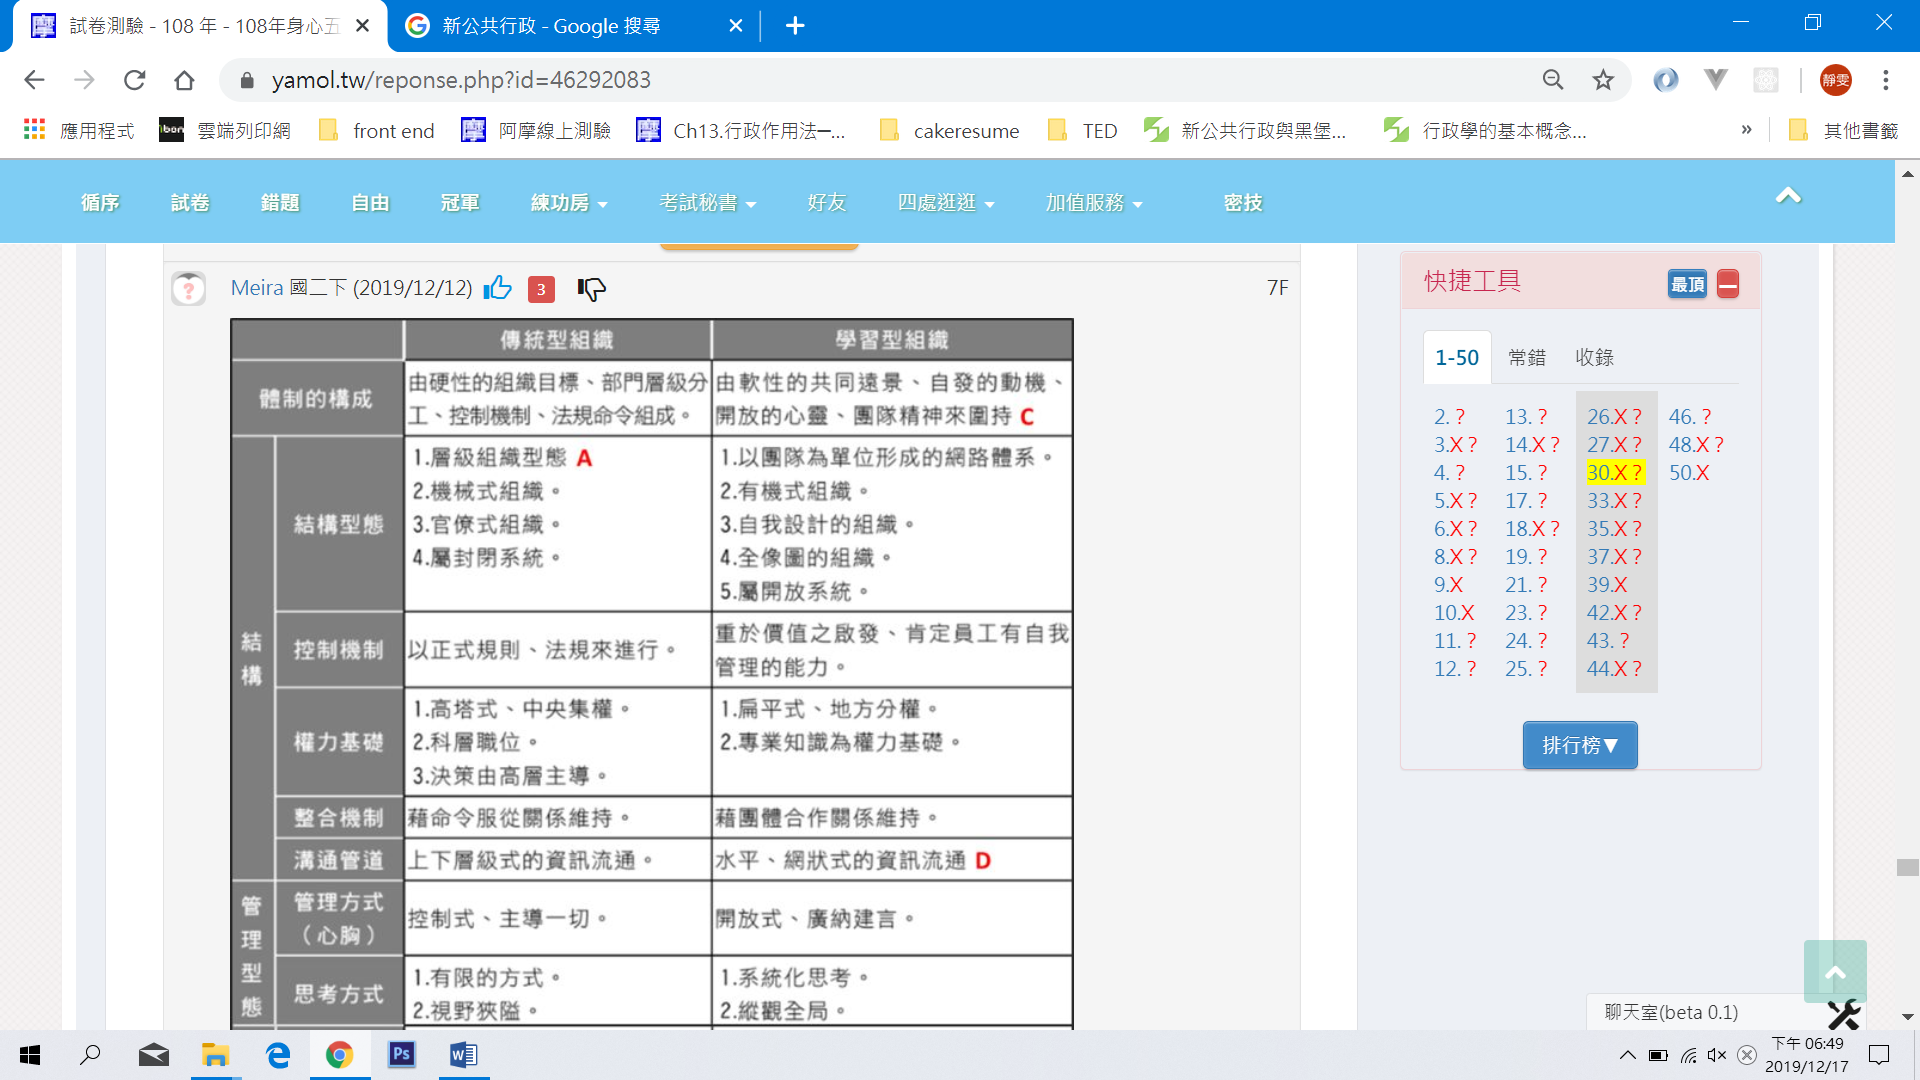 試卷測驗 - 108 年 - 108年身心五
新公共行政 - Google 搜尋
yamol.tw/reponse.php?id=46292083
靜雯
應用程式
ibon
雲端列印網
front end
阿摩線上測驗
Ch13.行政作用法一...
cakeresume
TED
新公共行政與黑堡...
行政學的基本概念...
»
其他書籤
循序
試卷
錯題
自由
冠軍
練功房
考試秘書
好友
四處逛逛
加值服務
密技
Meira 國二下 (2019/12/12)
3
7F
傳統型組織
學習型組織
體制的構成
由硬性的組織目標、部門層級分
工、控制機制、法規命令組成。
由軟性的共同遠景、自發的動機、
開放的心靈、團隊精神來圍持 C
結構
結構型態
1.層級組織型態 A
2.機械式組織。
3.官僚式組織。
4.屬封閉系統。
1.以團隊為單位形成的網路體系。
2.有機式組織。
3.自我設計的組織。
4.全像圖的組織。
5.屬開放系統。
控制機制
以正式規則、法規來進行。
重於價值之啟發、肯定員工有自我
管理的能力。
權力基礎
1.高塔式、中央集權。
2.科層職位。
3.決策由高層主導。
1.扁平式、地方分權。
2.專業知識為權力基礎。
整合機制
藉命令服從關係維持。
藉團體合作關係維持。
溝通管道
上下層級式的資訊流通。
水平、網狀式的資訊流通 D
管理型態
管理方式
（心胸）
控制式、主導一切。
開放式、廣納建言。
思考方式
1.有限的方式。
2.視野狹隘。
1.系統化思考。
2.縱觀全局。
快捷工具
最頂
1-50
常錯
收錄
2. ?
3.X ?
4. ?
5.X ?
6.X ?
8.X ?
9.X
10.X
11. ?
12. ?
13. ?
14.X ?
15. ?
17. ?
18.X ?
19. ?
21. ?
23. ?
24. ?
25. ?
26.X ?
27.X ?
30.X ?
33.X ?
35.X ?
37.X ?
39.X
42.X ?
43. ?
44.X ?
46. ?
48.X ?
50.X
排行榜▼
聊天室(beta 0.1)
Ps
下午 06:49
2019/12/17